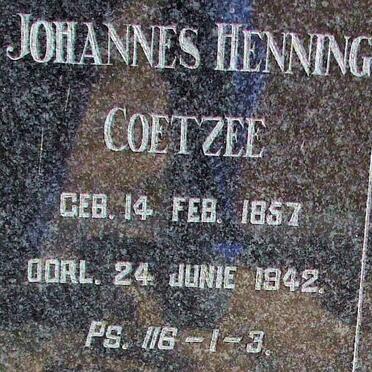 JOHANNES HENNING
COETZEE
GEB. 14 FEB. 1857
OORL. 24 JUNIE 1942.
PS. 116-1-3.